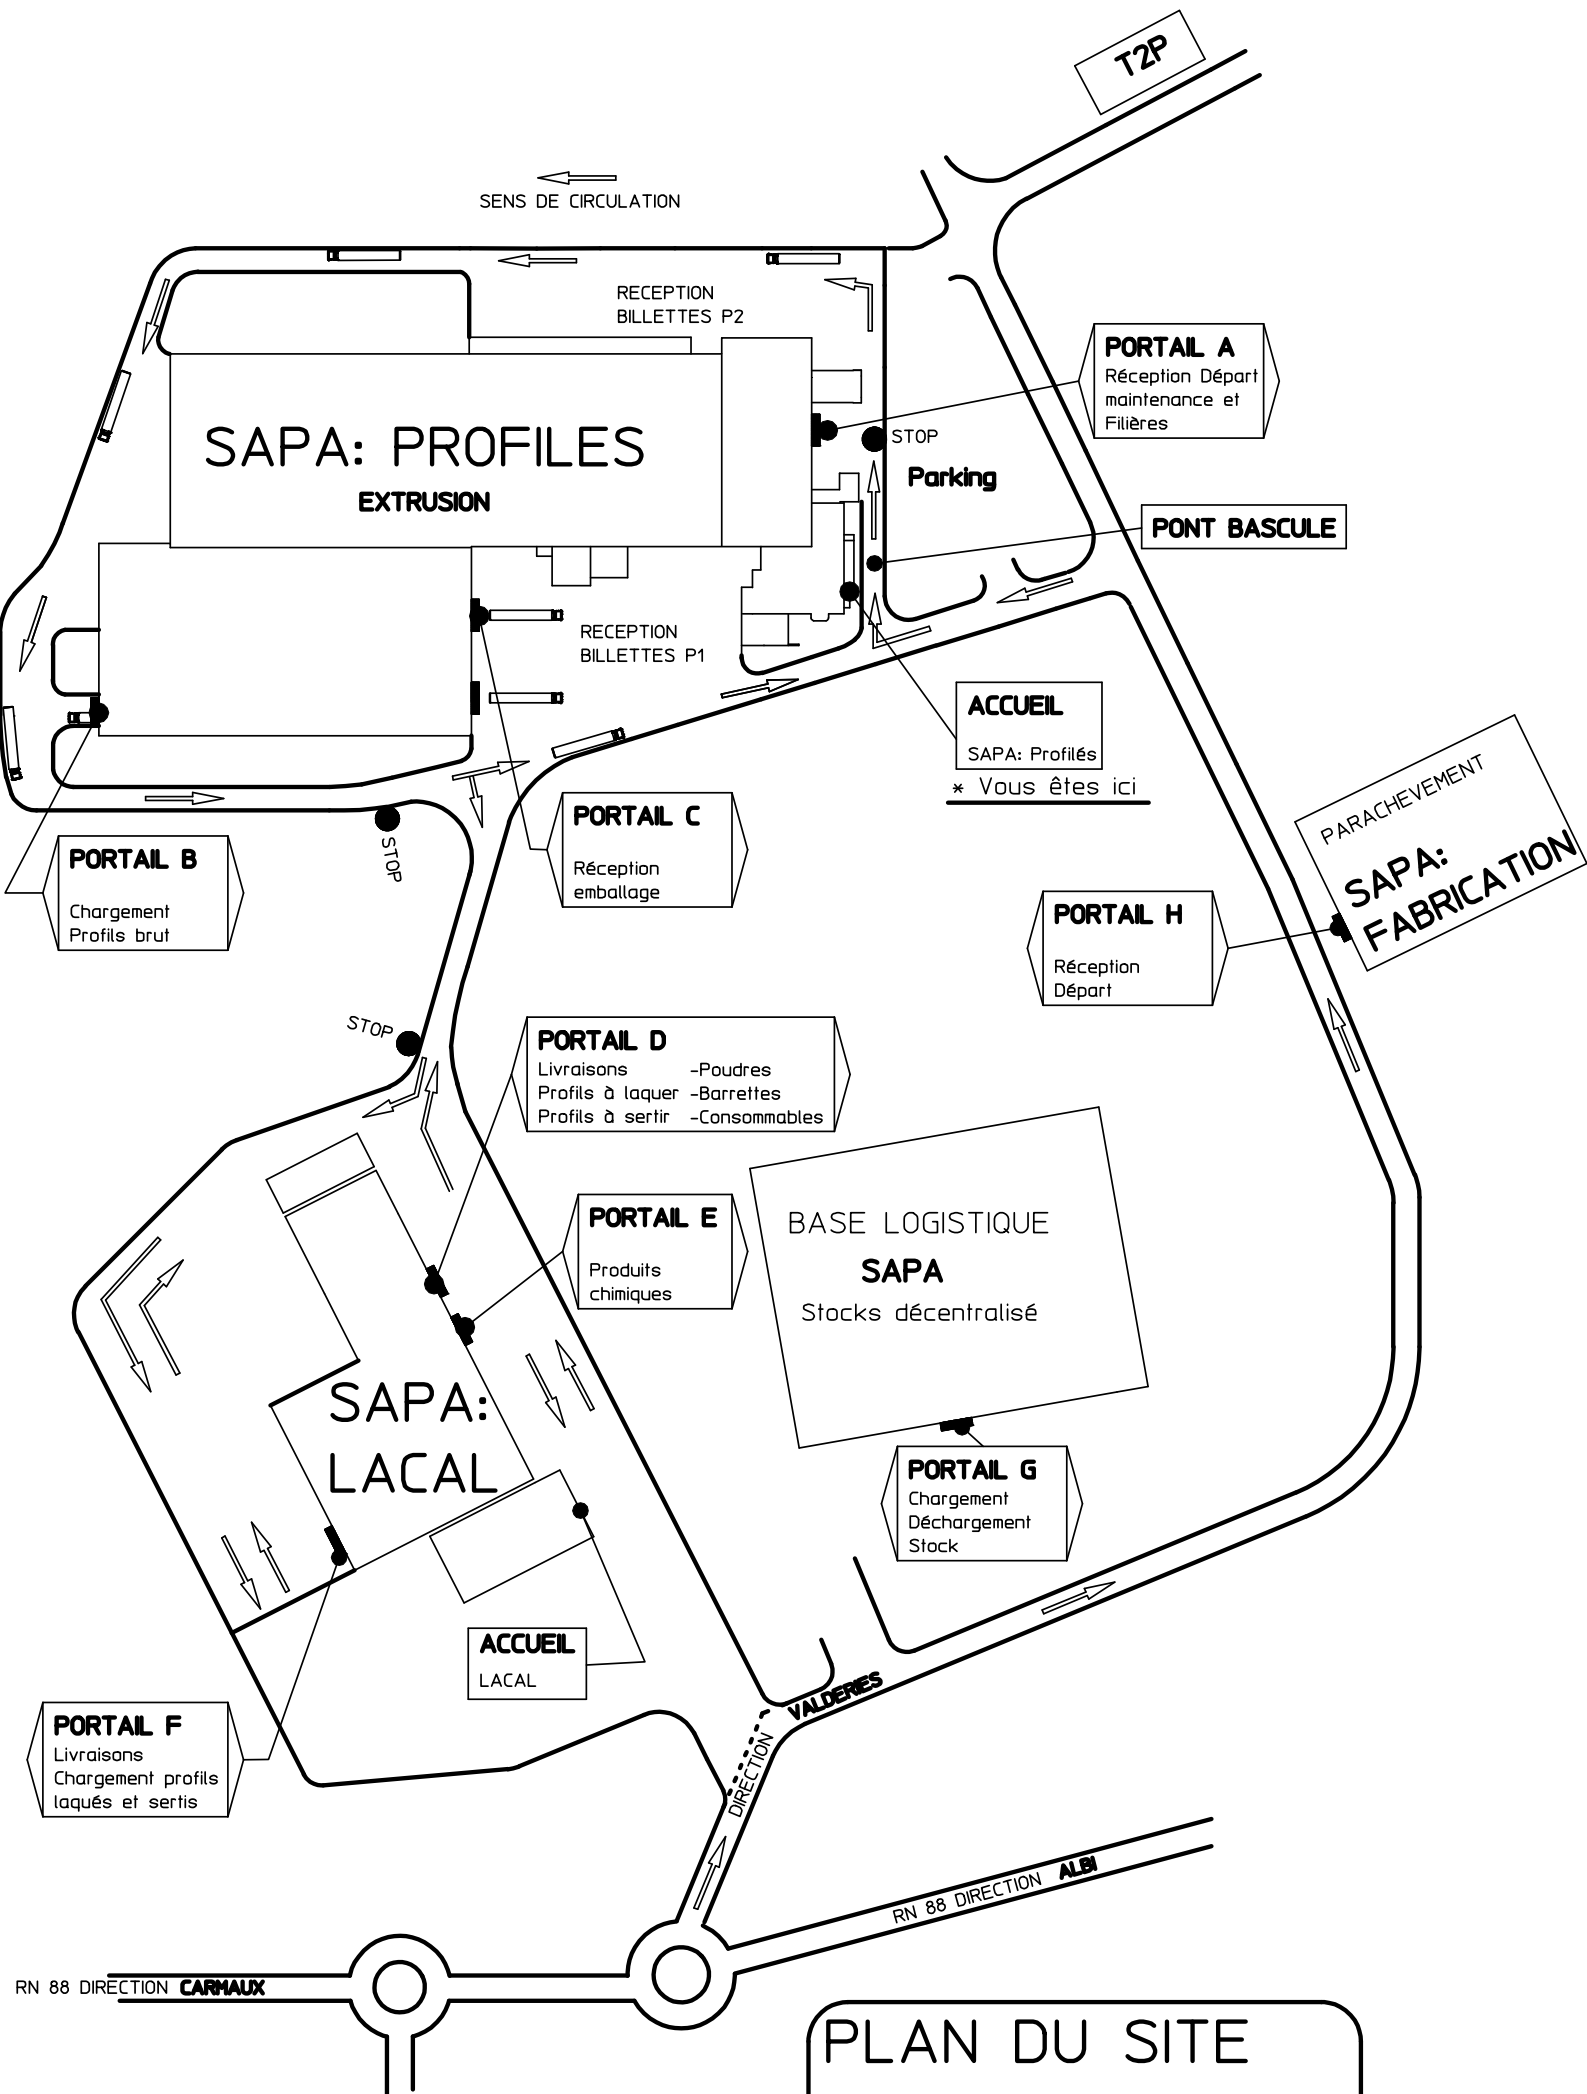 T2P
SENS DE CIRCULATION
RECEPTION
BILLETTES P2
PORTAIL A
Réception Départ
maintenance et
Filières
SAPA: PROFILES
EXTRUSION
STOP
Parking
PONT BASCULE
RECEPTION
BILLETTES P1
ACCUEIL
SAPA: Profilés
* Vous êtes ici
PARACHEVEMENT
SAPA:
FABRICATION
PORTAIL C
Réception
emballage
STOP
PORTAIL B
Chargement
Profils brut
PORTAIL H
Réception
Départ
STOP
PORTAIL D
Livraisons -Poudres
Profils à laquer -Barrettes
Profils à sertir -Consommables
PORTAIL E
Produits
chimiques
BASE LOGISTIQUE
SAPA
Stocks décentralisé
SAPA:
LACAL
PORTAIL G
Chargement
Déchargement
Stock
ACCUEIL
LACAL
PORTAIL F
Livraisons
Chargement profils
laqués et sertis
DIRECTION VALDERIES
RN 88 DIRECTION ALBI
RN 88 DIRECTION CARMAUX
PLAN DU SITE